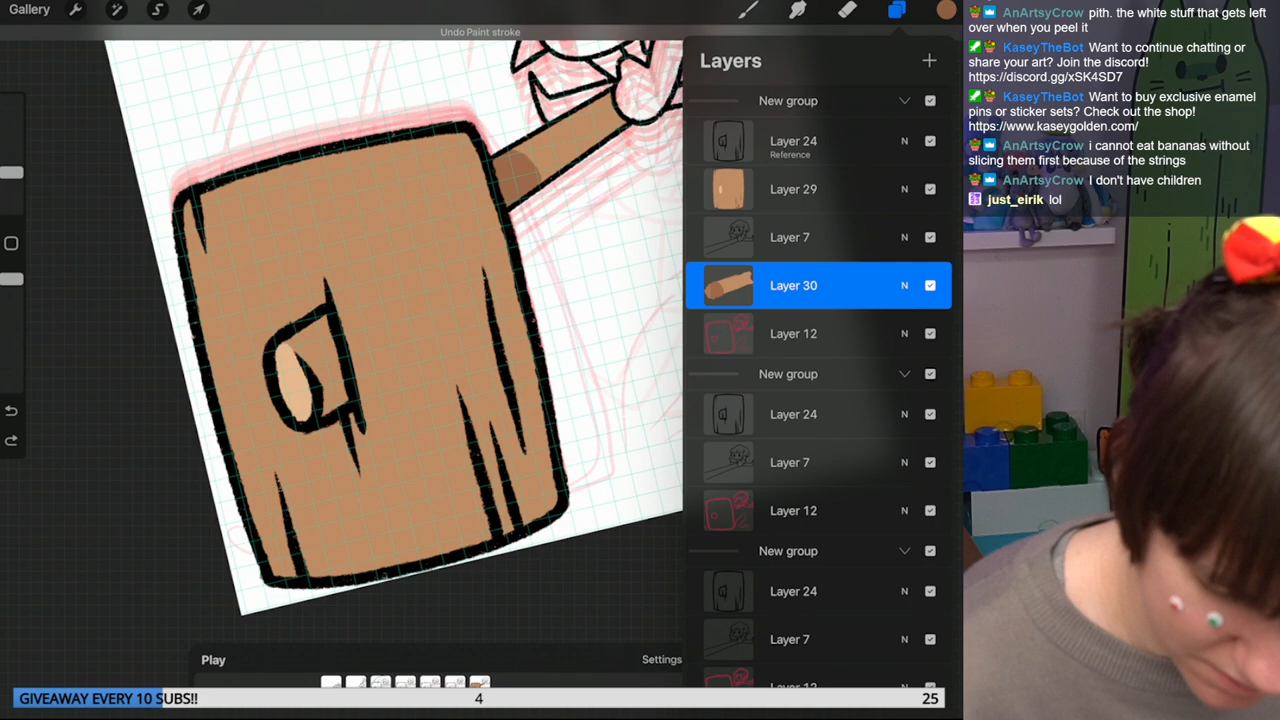 Gallery
Undo Paint stroke
Layers
New group
Layer 24
N
Reference
Layer 29
N
Layer 7
N
Layer 30
N
Layer 12
N
New group
Layer 24
N
Layer 7
N
Layer 12
N
New group
Layer 24
N
Layer 7
N
Play
Settings
GIVEAWAY EVERY 10 SUBS!!
4
25
AnArtsyCrow pith. the white stuff that gets
left over when you peel it
KaseyTheBot Want to continue chatting or
share your art? Join the discord!
https://discord.gg/xSK4SD7
KaseyTheBot Want to buy exclusive enamel
pins or sticker sets? Check out the shop!
https://www.kaseygolden.com/
AnArtsyCrow i cannot eat bananas without
slicing them first because of the strings
AnArtsyCrow I don't have children
just_eirik lol